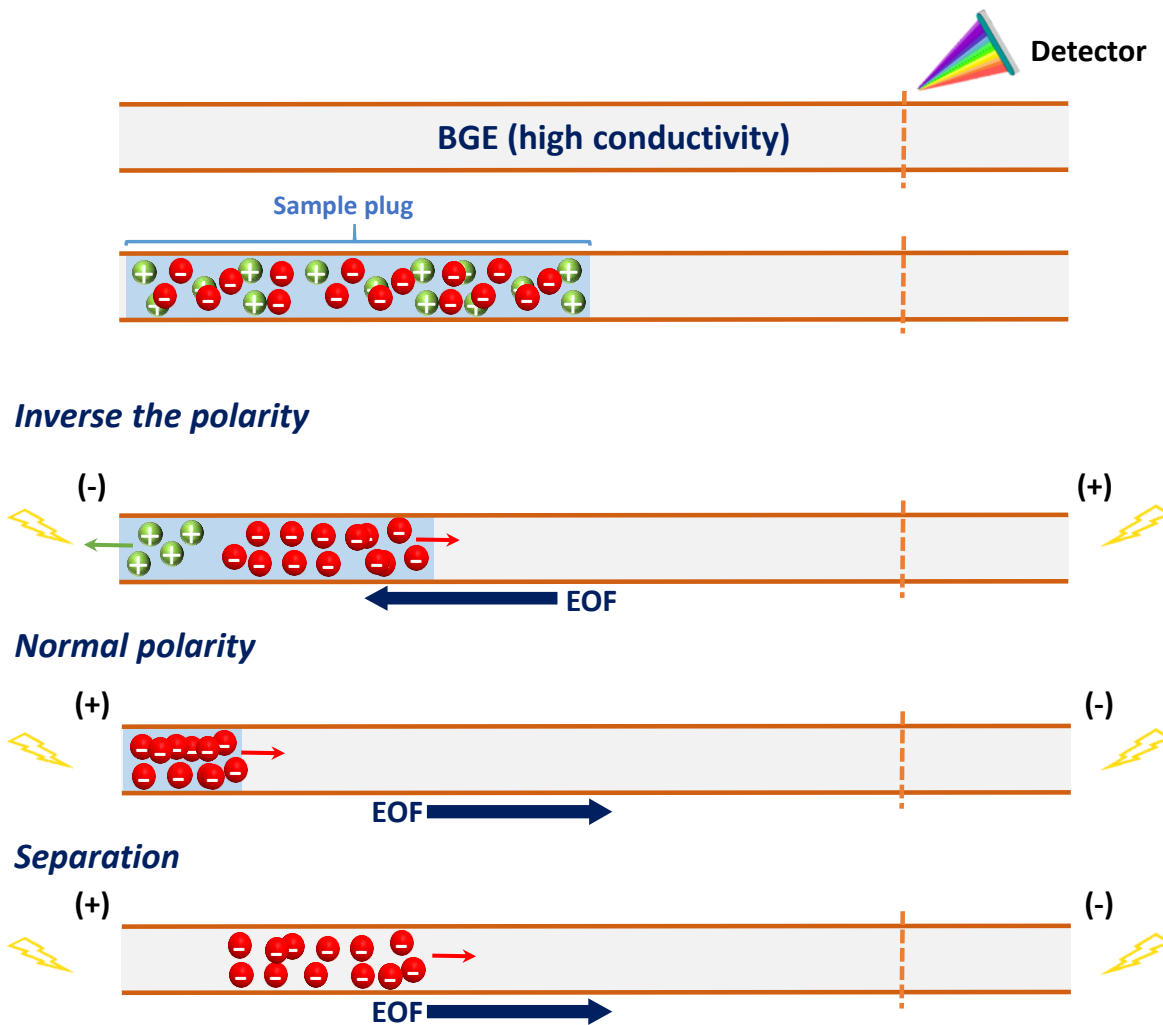 Detector
BGE (high conductivity)
Sample plug
Inverse the polarity
(-)
(+)
EOF
Normal polarity
(+)
(-)
EOF
Separation
(+)
(-)
EOF